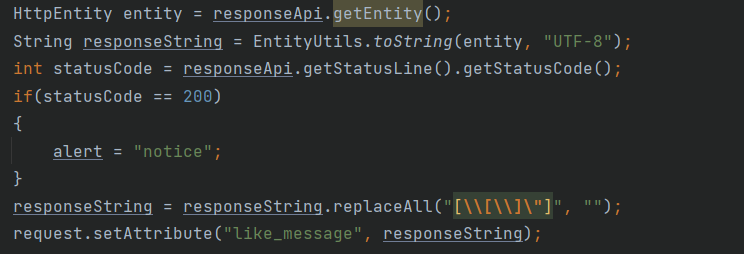 HttpEntity entity = responseApi.getEntity();
String responseString = EntityUtils.toString(entity, "UTF-8");
int statusCode = responseApi.getStatusLine().getStatusCode();
if(statusCode == 200)
{
    alert = "notice";
}
responseString = responseString.replaceAll("[\\[\\]\"]", "");
request.setAttribute("like_message", responseString);